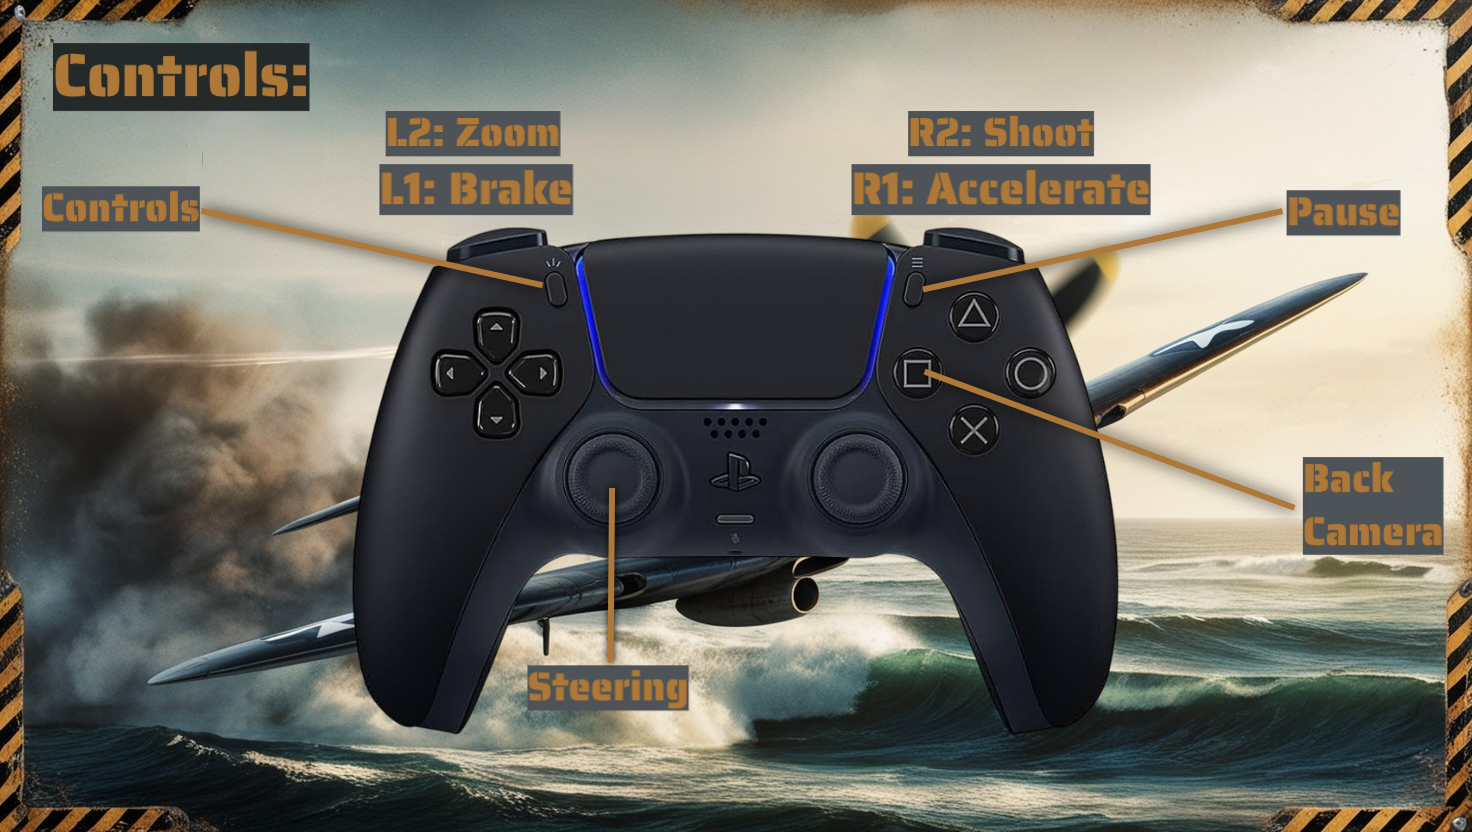 Controls:
L2: Zoom
L1: Brake
R2: Shoot
R1: Accelerate
Controls
Pause
Back
Camera
Steering